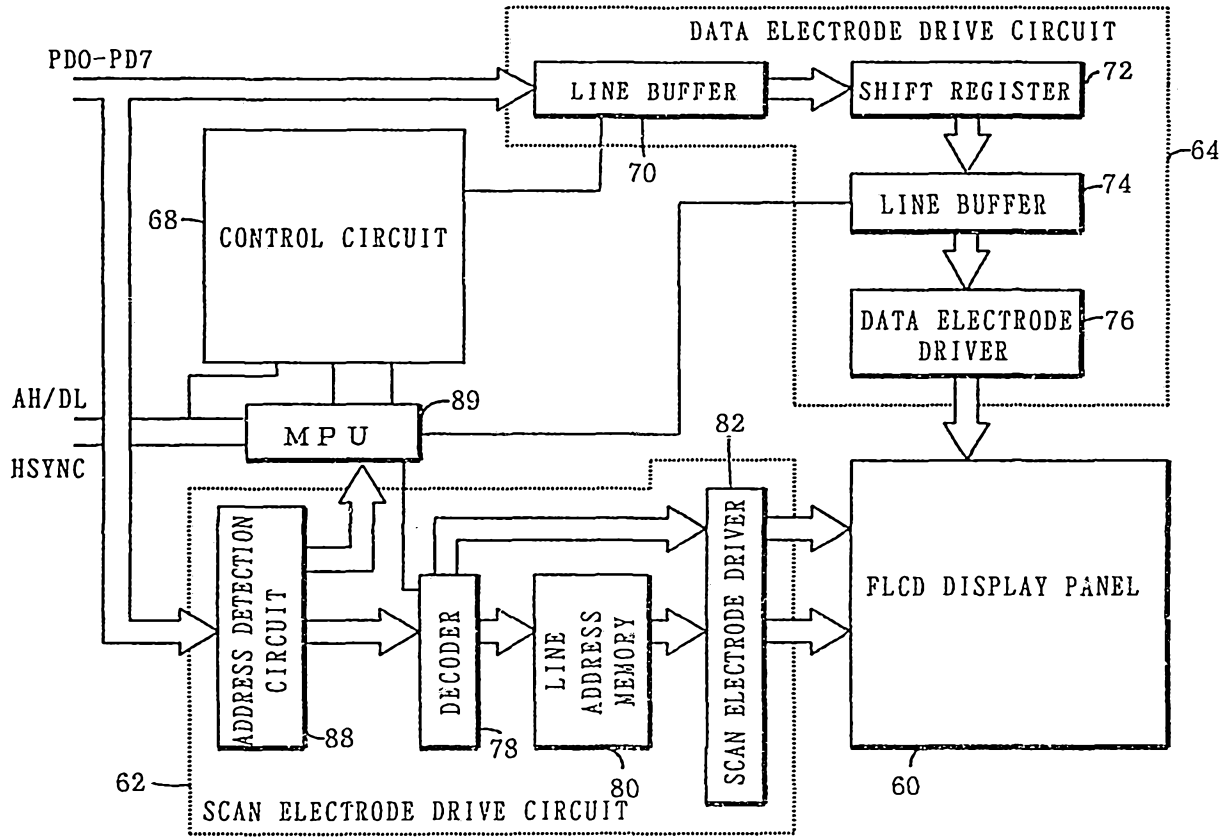 DATA ELECTRODE DRIVE CIRCUIT
PD0-PD7
LINE BUFFER
SHIFT REGISTER
72
70
64
68
CONTROL CIRCUIT
LINE BUFFER
74
DATA ELECTRODE
DRIVER
76
AH/DL
HSYNC
MPU
89
82
ADDRESS DETECTION
CIRCUIT
88
DECODER
78
LINE
ADDRESS
MEMORY
80
SCAN ELECTRODE DRIVER
FLCD DISPLAY PANEL
60
62
SCAN ELECTRODE DRIVE CIRCUIT